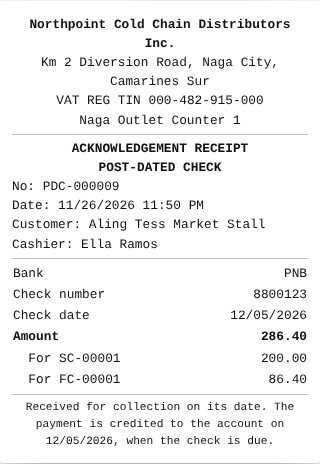 Northpoint Cold Chain Distributors
Inc.
Km 2 Diversion Road, Naga City,
Camarines Sur
VAT REG TIN 000-482-915-000
Naga Outlet Counter 1
ACKNOWLEDGEMENT RECEIPT
POST-DATED CHECK
No: PDC-000009
Date: 11/26/2026 11:50 PM
Customer: Aling Tess Market Stall
Cashier: Ella Ramos
Bank PNB
Check number 8800123
Check date 12/05/2026
Amount 286.40
For SC-00001 200.00
For FC-00001 86.40
Received for collection on its date. The
payment is credited to the account on
12/05/2026, when the check is due.